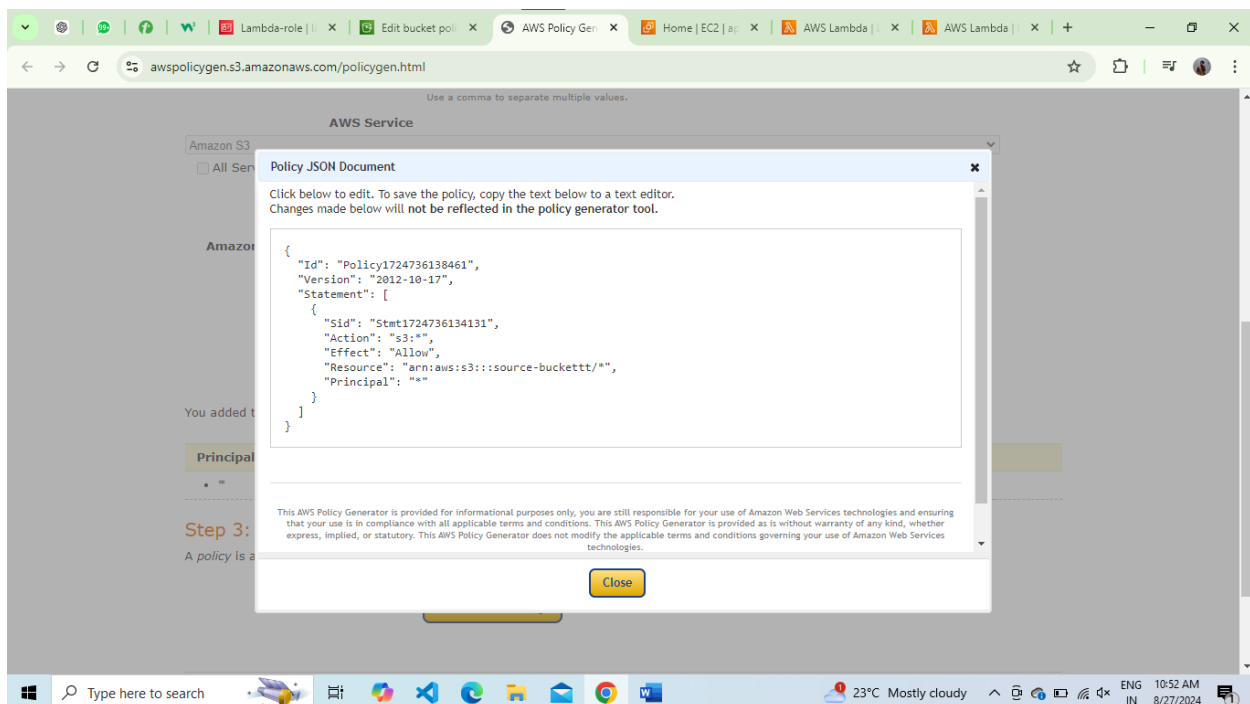 Lambda-role | I
Edit bucket poli
AWS Policy Gen
Home | EC2 | ap
AWS Lambda |
AWS Lambda |
awspolicygen.s3.amazonaws.com/policygen.html
Use a comma to separate multiple values.
AWS Service
Amazon S3
All Serv
Policy JSON Document
Click below to edit. To save the policy, copy the text below to a text editor.
Changes made below will not be reflected in the policy generator tool.
Amazon
{
"Id": "Policy1724736138461",
"Version": "2012-10-17",
"Statement": [
{
"Sid": "Stmt1724736134131",
"Action": "s3:*",
"Effect": "Allow",
"Resource": "arn:aws:s3:::source-buckettt/*",
"Principal": "*"
}
]
}
You added t
Principal
• *
This AWS Policy Generator is provided for informational purposes only, you are still responsible for your use of Amazon Web Services technologies and ensuring
that your use is in compliance with all applicable terms and conditions. This AWS Policy Generator is provided as is without warranty of any kind, whether
express, implied, or statutory. This AWS Policy Generator does not modify the applicable terms and conditions governing your use of Amazon Web Services
technologies.
Step 3:
A policy is a
Close
Type here to search
23°C Mostly cloudy
ENG
IN
10:52 AM
8/27/2024